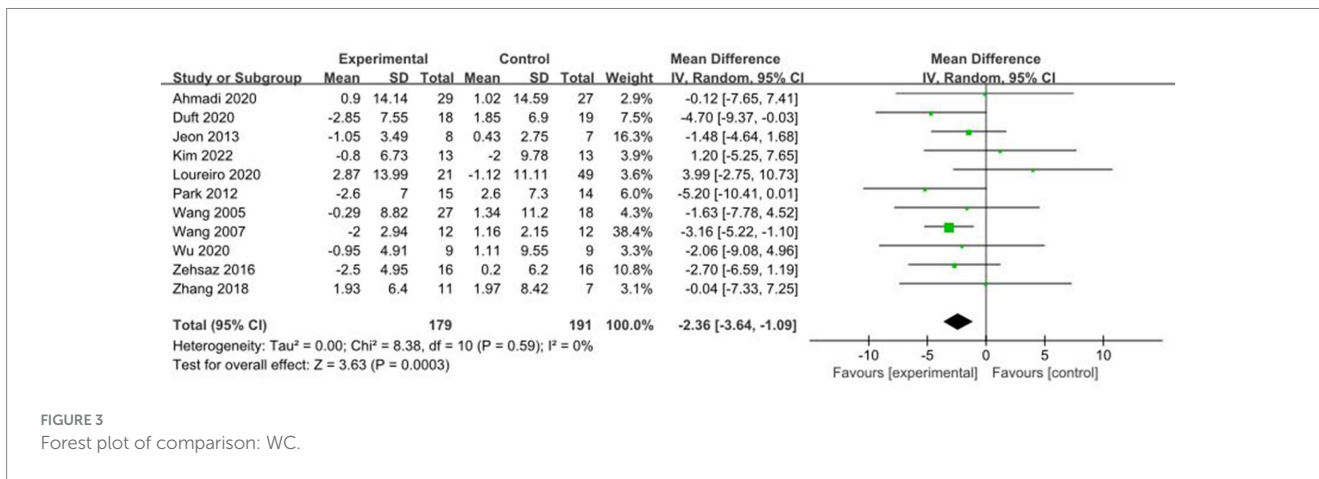 Experimental Control Mean Difference Mean Difference
Study or Subgroup Mean SD Total Mean SD Total Weight IV, Random, 95% CI IV, Random, 95% CI
Ahmadi 2020 0.9 14.14 29 1.02 14.59 27 2.9% -0.12 [-7.65, 7.41]
Duft 2020 -2.85 7.55 18 1.85 6.9 19 7.5% -4.70 [-9.37, -0.03]
Jeon 2013 -1.05 3.49 8 0.43 2.75 7 16.3% -1.48 [-4.64, 1.68]
Kim 2022 -0.8 6.73 13 -2 9.78 13 3.9% 1.20 [-5.25, 7.65]
Loureiro 2020 2.87 13.99 21 -1.12 11.11 49 3.6% 3.99 [-2.75, 10.73]
Park 2012 -2.6 7 15 2.6 7.3 14 6.0% -5.20 [-10.41, 0.01]
Wang 2005 -0.29 8.82 27 1.34 11.2 18 4.3% -1.63 [-7.78, 4.52]
Wang 2007 -2 2.94 12 1.16 2.15 12 38.4% -3.16 [-5.22, -1.10]
Wu 2020 -0.95 4.91 9 1.11 9.55 9 3.3% -2.06 [-9.08, 4.96]
Zehsaz 2016 -2.5 4.95 16 0.2 6.2 16 10.8% -2.70 [-6.59, 1.19]
Zhang 2018 1.93 6.4 11 1.97 8.42 7 3.1% -0.04 [-7.33, 7.25]
Total (95% CI) 179 191 100.0% -2.36 [-3.64, -1.09]
Heterogeneity: Tau² = 0.00; Chi² = 8.38, df = 10 (P = 0.59); I² = 0%
Test for overall effect: Z = 3.63 (P = 0.0003)
-10 -5 0 5 10
Favours [experimental] Favours [control]
FIGURE 3
Forest plot of comparison: WC.